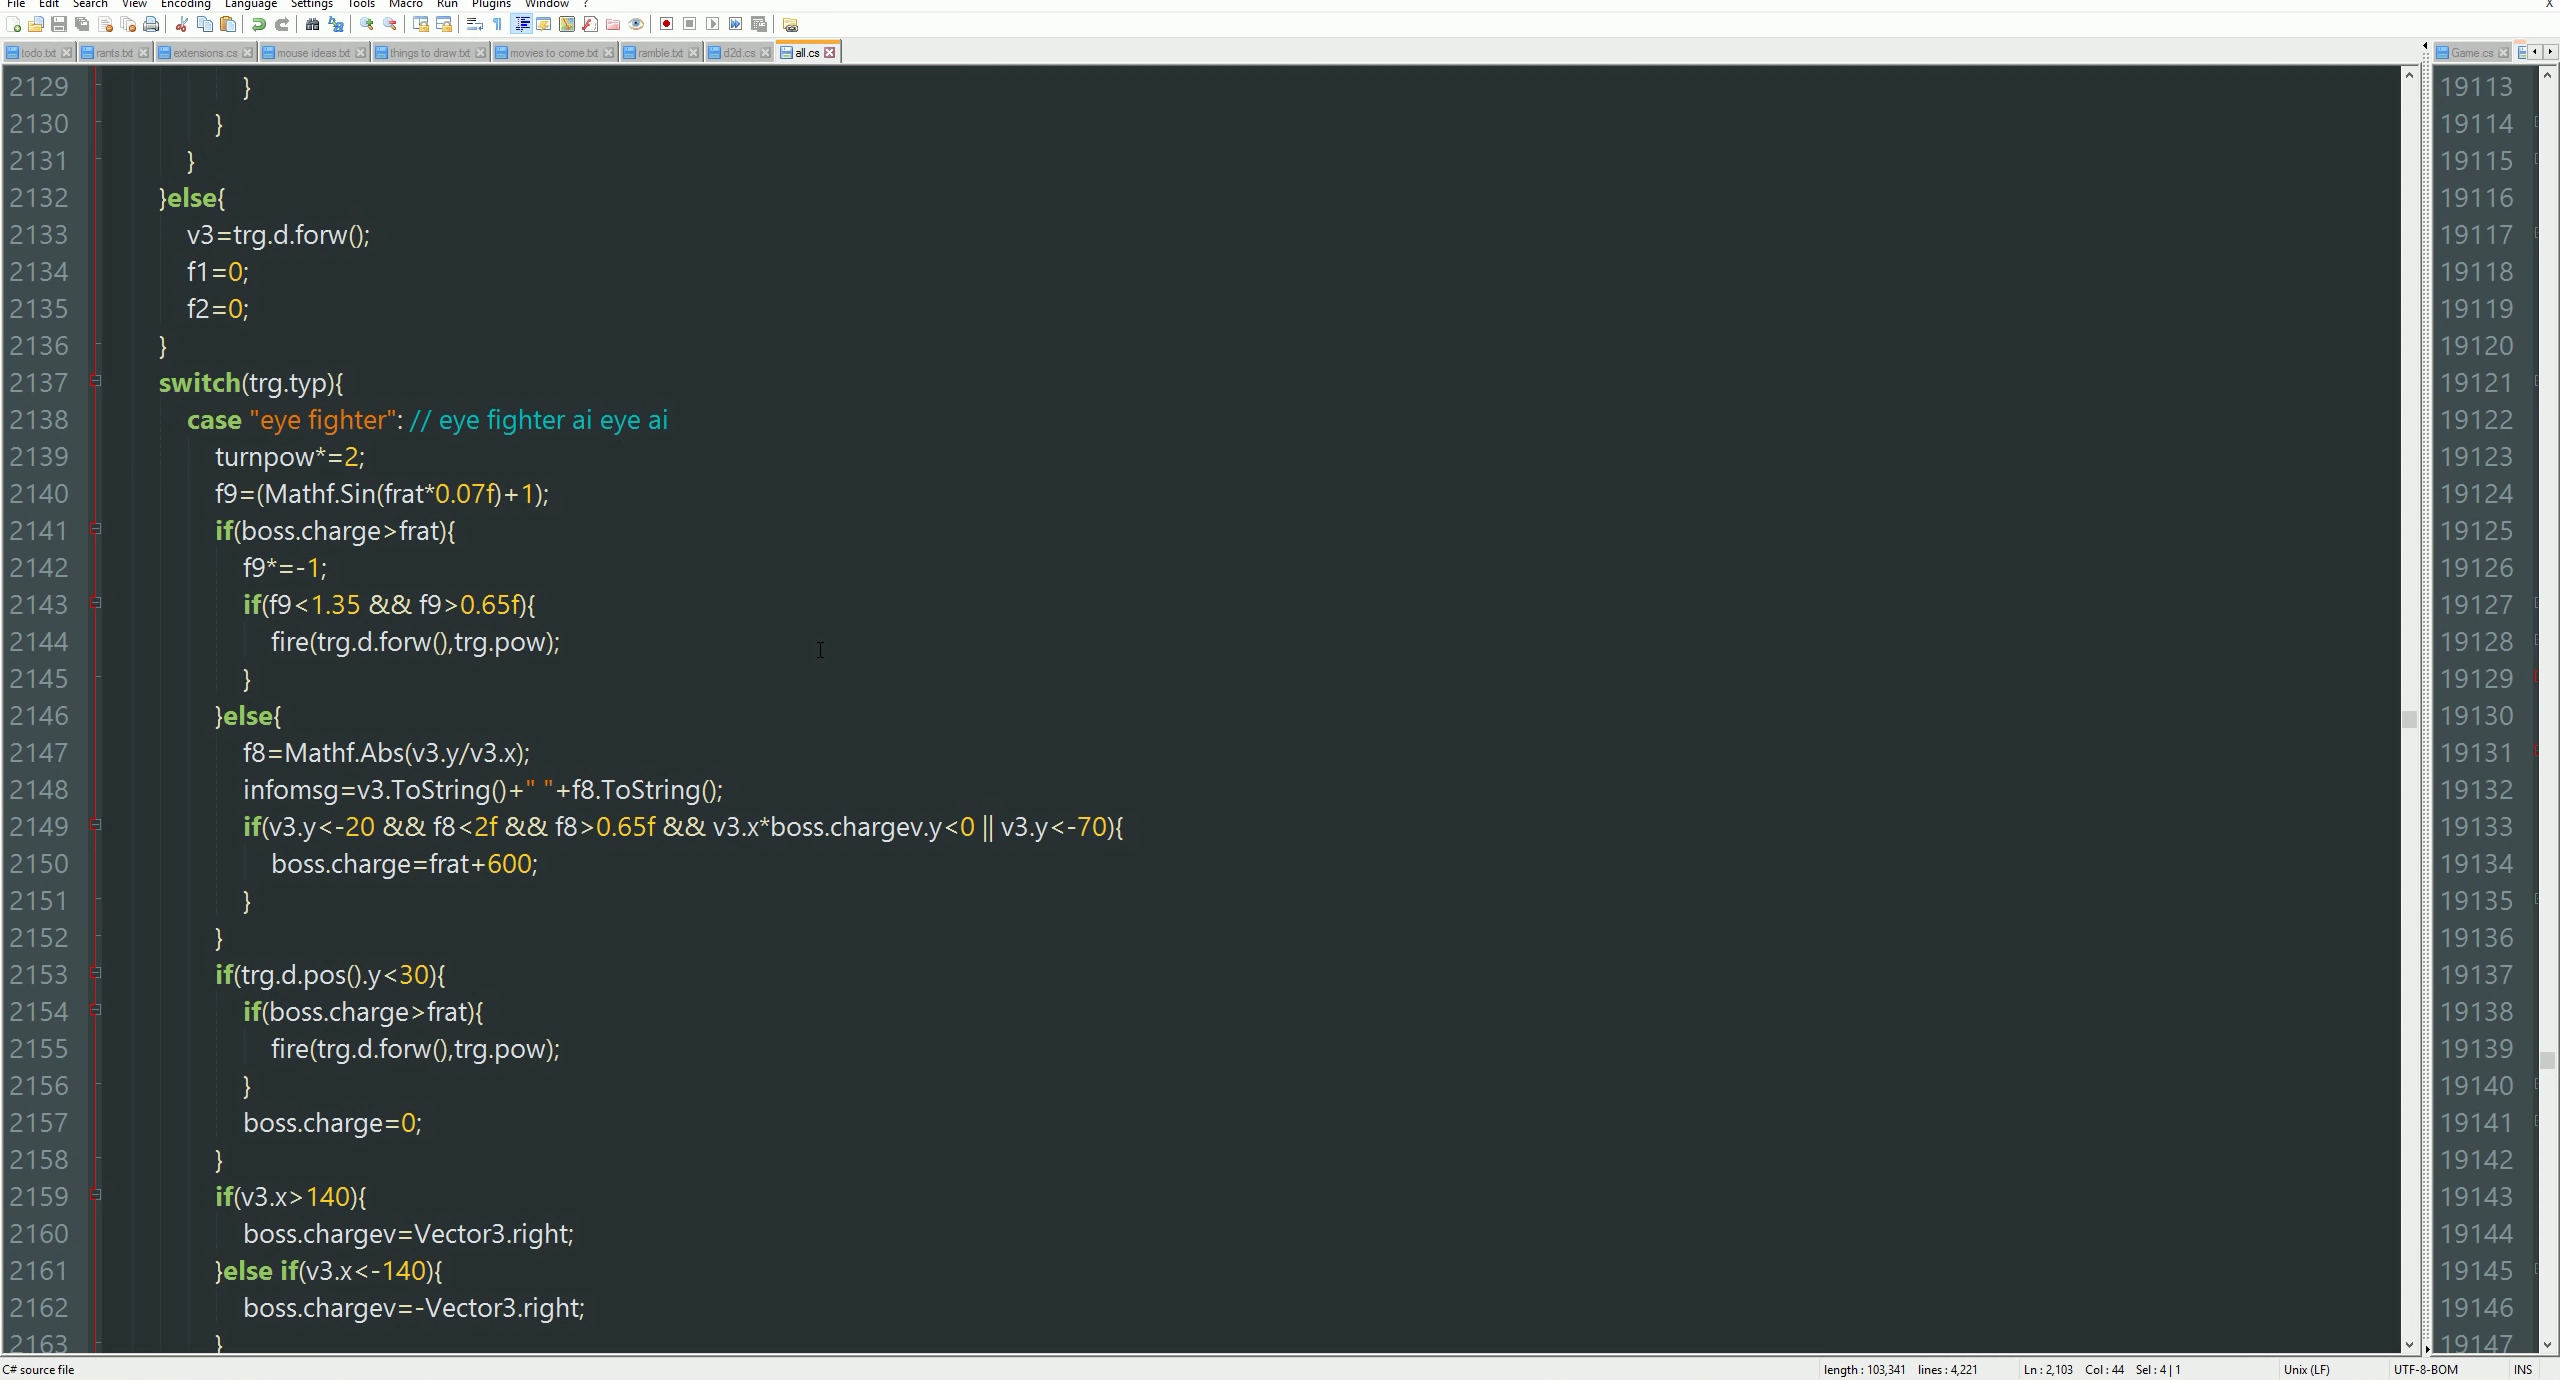 File Edit Search View Encoding Language Settings Tools Macro Run Plugins Window ? X
todo.txt rants.txt extensions.cs mouse ideas.txt things to draw.txt movies to come.txt ramble.txt d2d.cs all.cs Game.cs
2129 }
2130 }
2131 }
2132 }else{
2133 v3=trg.d.forw();
2134 f1=0;
2135 f2=0;
2136 }
2137 switch(trg.typ){
2138 case "eye fighter": // eye fighter ai eye ai
2139 turnpow*=2;
2140 f9=(Mathf.Sin(frat*0.07f)+1);
2141 if(boss.charge>frat){
2142 f9*=-1;
2143 if(f9<1.35 && f9>0.65f){
2144 fire(trg.d.forw(),trg.pow);
2145 }
2146 }else{
2147 f8=Mathf.Abs(v3.y/v3.x);
2148 infomsg=v3.ToString()+" "+f8.ToString();
2149 if(v3.y<-20 && f8<2f && f8>0.65f && v3.x*boss.chargev.y<0 || v3.y<-70){
2150 boss.charge=frat+600;
2151 }
2152 }
2153 if(trg.d.pos().y<30){
2154 if(boss.charge>frat){
2155 fire(trg.d.forw(),trg.pow);
2156 }
2157 boss.charge=0;
2158 }
2159 if(v3.x>140){
2160 boss.chargev=Vector3.right;
2161 }else if(v3.x<-140){
2162 boss.chargev=-Vector3.right;
2163 }
19113
19114
19115
19116
19117
19118
19119
19120
19121
19122
19123
19124
19125
19126
19127
19128
19129
19130
19131
19132
19133
19134
19135
19136
19137
19138
19139
19140
19141
19142
19143
19144
19145
19146
19147
C# source file length : 103,341 lines : 4,221 Ln : 2,103 Col : 44 Sel : 4 | 1 Unix (LF) UTF-8-BOM INS